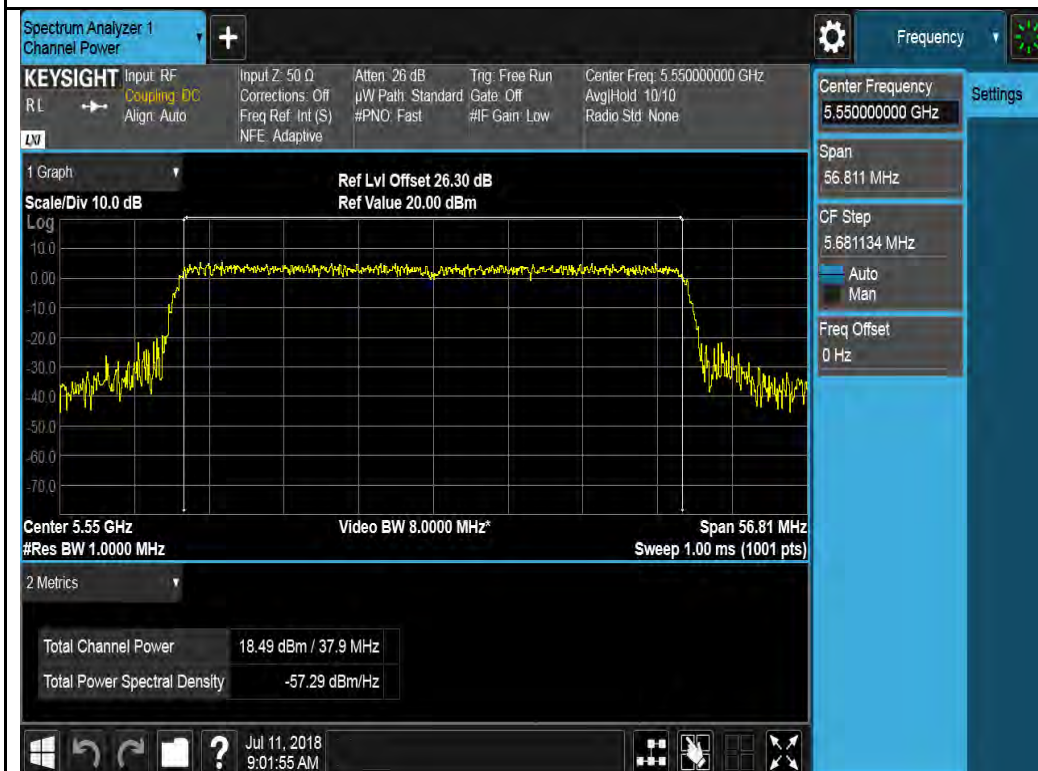 Spectrum Analyzer 1
Channel Power
+
Frequency
KEYSIGHT
R L
LXI
Input: RF
Coupling: DC
Align: Auto
Input Z: 50 Ω
Corrections: Off
Freq Ref: Int (S)
NFE: Adaptive
Atten: 26 dB
µW Path: Standard
#PNO: Fast
Trig: Free Run
Gate: Off
#IF Gain: Low
Center Freq: 5.550000000 GHz
Avg|Hold: 10/10
Radio Std: None
Center Frequency
5.550000000 GHz
Settings
Span
56.811 MHz
CF Step
5.681134 MHz
Auto
Man
Freq Offset
0 Hz
1 Graph
Scale/Div 10.0 dB
Ref Lvl Offset 26.30 dB
Ref Value 20.00 dBm
Log
10.0
0.00
-10.0
-20.0
-30.0
-40.0
-50.0
-60.0
-70.0
Center 5.55 GHz
#Res BW 1.0000 MHz
Video BW 8.0000 MHz*
Span 56.81 MHz
Sweep 1.00 ms (1001 pts)
2 Metrics
Total Channel Power 18.49 dBm / 37.9 MHz
Total Power Spectral Density -57.29 dBm/Hz
?
Jul 11, 2018
9:01:55 AM